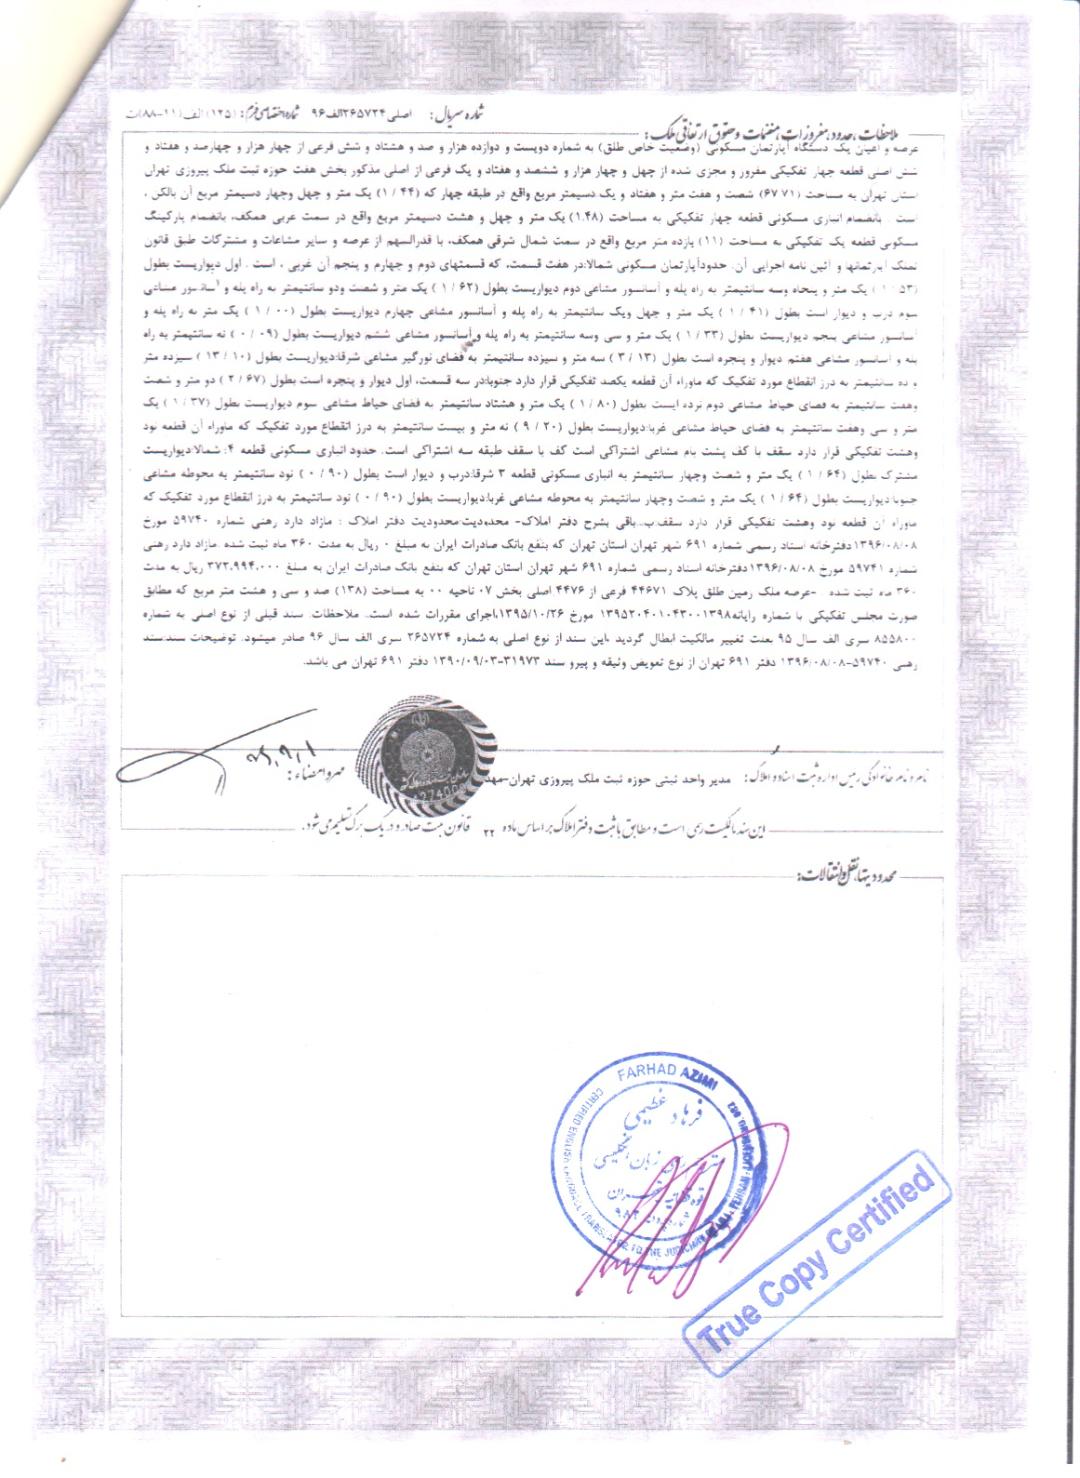 شماره سریال: اصلی ۲۶۵۷۲۴الف۹۶ شماره اختصاصی فرم: (۱۲۵)الف(۱۱-۸۸)ت
ملاحظات، حدود، مفروزات، منضمات و حقوق ارتفاقی ملک:
عرصه و اعیان یک دستگاه آپارتمان مسکونی (وضعیت خاص طلق) به شماره دویست و دوازده هزار و صد و هشتاد و شش فرعی از چهار هزار و چهارصد و هفتاد و
شش اصلی قطعه چهار تفکیکی مفروز و مجزی شده از چهل و چهار هزار و ششصد و هفتاد و یک فرعی از اصلی مذکور بخش هفت حوزه ثبت ملک پیروزی تهران
استان تهران به مساحت (۶۷.۷۱) شصت و هفت متر و هفتاد و یک دسیمتر مربع واقع در طبقه چهار که (۱/۴۴) یک متر و چهل وچهار دسیمتر مربع آن بالکن ،
است . بانضمام انباری مسکونی قطعه چهار تفکیکی به مساحت (۱.۴۸) یک متر و چهل و هشت دسیمتر مربع واقع در سمت غربی همکف، بانضمام پارکینگ
مسکونی قطعه یک تفکیکی به مساحت (۱۱) یازده متر مربع واقع در سمت شمال شرقی همکف، با قدرالسهم از عرصه و سایر مشاعات و مشترکات طبق قانون
تملک آپارتمانها و آئین نامه اجرایی آن. حدودآپارتمان مسکونی شمالا:در هفت قسمت، که قسمتهای دوم و چهارم و پنجم آن غربی ، است . اول دیواریست بطول
(۱/۵۳) یک متر و پنجاه وسه سانتیمتر به راه پله و آسانسور مشاعی دوم دیواریست بطول (۱/۶۲) یک متر و شصت ودو سانتیمتر به راه پله و آسانسور مشاعی
سوم درب و دیوار است بطول (۱/۴۱) یک متر و چهل ویک سانتیمتر به راه پله و آسانسور مشاعی چهارم دیواریست بطول (۱/۰۰) یک متر به راه پله و
آسانسور مشاعی پنجم دیواریست بطول (۱/۳۳) یک متر و سی وسه سانتیمتر به راه پله و آسانسور مشاعی ششم دیواریست بطول (۰/۰۹) نه سانتیمتر به راه
پله و آسانسور مشاعی هفتم دیوار و پنجره است بطول (۳/۱۳) سه متر و سیزده سانتیمتر به فضای نورگیر مشاعی شرقا:دیواریست بطول (۱۳/۱۰) سیزده متر
و ده سانتیمتر به درز انقطاع مورد تفکیک که ماوراء آن قطعه یکصد تفکیکی قرار دارد جنوبا:در سه قسمت، اول دیوار و پنجره است بطول (۲/۶۷) دو متر و شصت
وهفت سانتیمتر به فضای حیاط مشاعی دوم نرده ایست بطول (۱/۸۰) یک متر و هشتاد سانتیمتر به فضای حیاط مشاعی سوم دیواریست بطول (۱/۳۷) یک
متر و سی وهفت سانتیمتر به فضای حیاط مشاعی غربا:دیواریست بطول (۹/۲۰) نه متر و بیست سانتیمتر به درز انقطاع مورد تفکیک که ماوراء آن قطعه نود
وهشت تفکیکی قرار دارد سقف با کف پشت بام مشاعی اشتراکی است کف با سقف طبقه سه اشتراکی است. حدود انباری مسکونی قطعه ۴: شمالا:دیواریست
مشترک بطول (۱/۶۴) یک متر و شصت وچهار سانتیمتر به انباری مسکونی قطعه ۳ شرقا:درب و دیوار است بطول (۰/۹۰) نود سانتیمتر به محوطه مشاعی
جنوبا:دیواریست بطول (۱/۶۴) یک متر و شصت وچهار سانتیمتر به محوطه مشاعی غربا:دیواریست بطول (۰/۹۰) نود سانتیمتر به درز انقطاع مورد تفکیک که
ماوراء آن قطعه نود وهشت تفکیکی قرار دارد سقف.ب..باقی بشرح دفتر املاک- محدودیت:محدودیت دفتر املاک : مازاد دارد رهنی شماره ۵۹۷۴۰ مورخ
۱۳۹۶/۰۸/۰۸دفترخانه اسناد رسمی شماره ۶۹۱ شهر تهران استان تهران که بنفع بانک صادرات ایران به مبلغ ۰ ریال به مدت ۳۶۰ ماه ثبت شده .مازاد دارد رهنی
شماره ۵۹۷۴۱ مورخ ۱۳۹۶/۰۸/۰۸دفترخانه اسناد رسمی شماره ۶۹۱ شهر تهران استان تهران که بنفع بانک صادرات ایران به مبلغ ۳۷۲,۹۹۴,۰۰۰ ریال به مدت
۳۶۰ ماه ثبت شده . -عرصه ملک زمین طلق پلاک ۴۴۶۷۱ فرعی از ۴۴۷۶ اصلی بخش ۰۷ ناحیه ۰۰ به مساحت (۱۳۸) صد و سی و هشت متر مربع که مطابق
صورت مجلس تفکیکی با شماره رایانه۱۳۹۵۲۰۴۰۱۰۴۳۰۰۱۳۹۸ مورخ ۱۳۹۵/۱۰/۲۶،اجرای مقررات شده است.. ملاحظات. سند قبلی از نوع اصلی به شماره
۸۵۵۸۰۰ سری الف سال ۹۵ بعلت تغییر مالکیت ابطال گردید ،این سند از نوع اصلی به شماره ۲۶۵۷۲۴ سری الف سال ۹۶ صادر میشود. توضیحات سند:سند
رهنی ۵۹۷۴۰-۱۳۹۶/۰۸/۰۸ دفتر ۶۹۱ تهران از نوع تعویض وثیقه و پیرو سند ۳۱۹۷۳-۱۳۹۰/۰۹/۰۳ دفتر ۶۹۱ تهران می باشد.
نام و نام خانوادگی رئیس اداره ثبت اسناد و املاک: مدیر واحد ثبتی حوزه ثبت ملک پیروزی تهران-مهد مهر و امضاء:
274000
این سند مالکیت رسمی است و مطابق با ثبت دفتر املاک بر اساس ماده ۲۲ قانون ثبت صادر و در یک برگ تسلیم می شود.
محدودیتها، نقل و انتقالات:
FARHAD AZIMI
CERTIFIED ENGLISH LANGUAGE TRANSLATOR TO THE JUDICIARY
فرهاد عظیمی
مترجم رسمی زبان انگلیسی
قوه قضاییه تهران
True Copy Certified